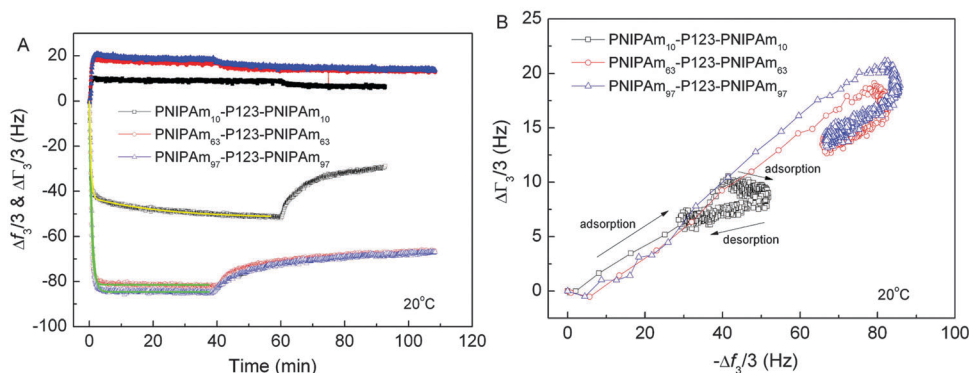 A
Δf₃/3 & ΔΓ₃/3 (Hz)
20
0
-20
-40
-60
-80
-100
PNIPAm₁₀-P123-PNIPAm₁₀
PNIPAm₆₃-P123-PNIPAm₆₃
PNIPAm₉₇-P123-PNIPAm₉₇
20°C
0 20 40 60 80 100 120
Time (min)
B
ΔΓ₃/3 (Hz)
25
20
15
10
5
0
PNIPAm₁₀-P123-PNIPAm₁₀
PNIPAm₆₃-P123-PNIPAm₆₃
PNIPAm₉₇-P123-PNIPAm₉₇
adsorption
adsorption
desorption
20°C
0 20 40 60 80 100
-Δf₃/3 (Hz)